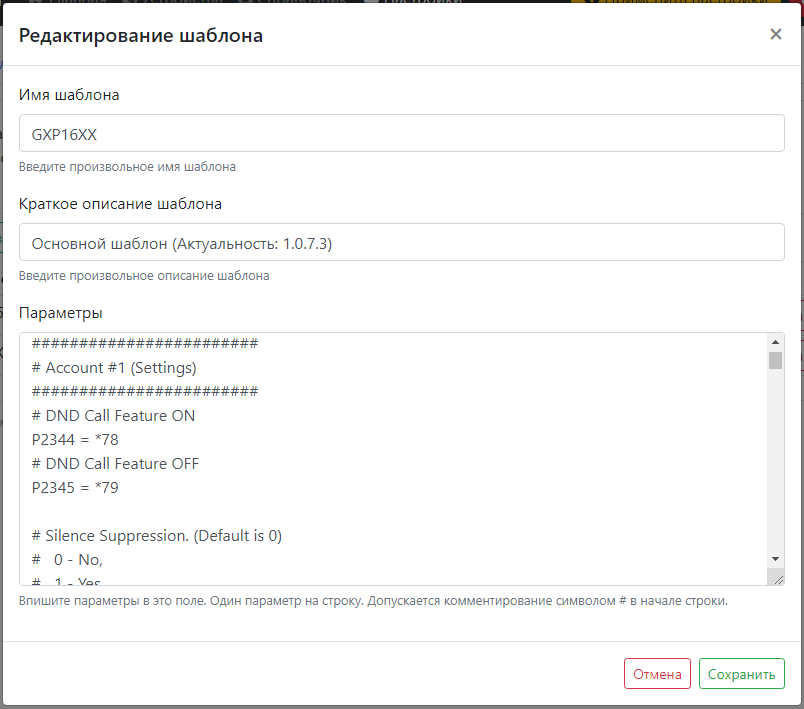 Редактирование шаблона
×
Имя шаблона
GXP16XX
Введите произвольное имя шаблона
Краткое описание шаблона
Основной шаблон (Актуальность: 1.0.7.3)
Введите произвольное описание шаблона
Параметры
########################
# Account #1 (Settings)
########################
# DND Call Feature ON
P2344 = *78
# DND Call Feature OFF
P2345 = *79
# Silence Suppression. (Default is 0)
#   0 - No,
#   1 - Yes
Впишите параметры в это поле. Один параметр на строку. Допускается комментирование символом # в начале строки.
Отмена
Сохранить